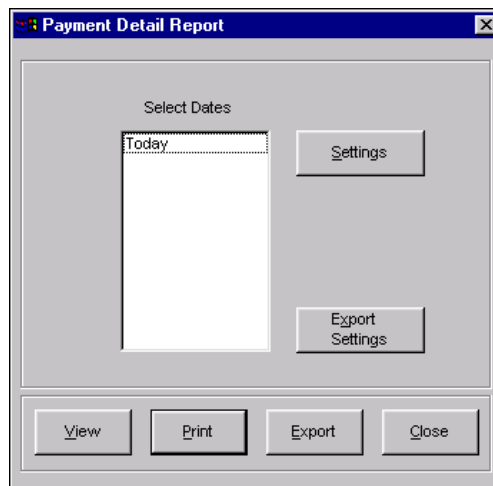 Payment Detail Report
Select Dates
Today
Settings
Export
Settings
View
Print
Export
Close